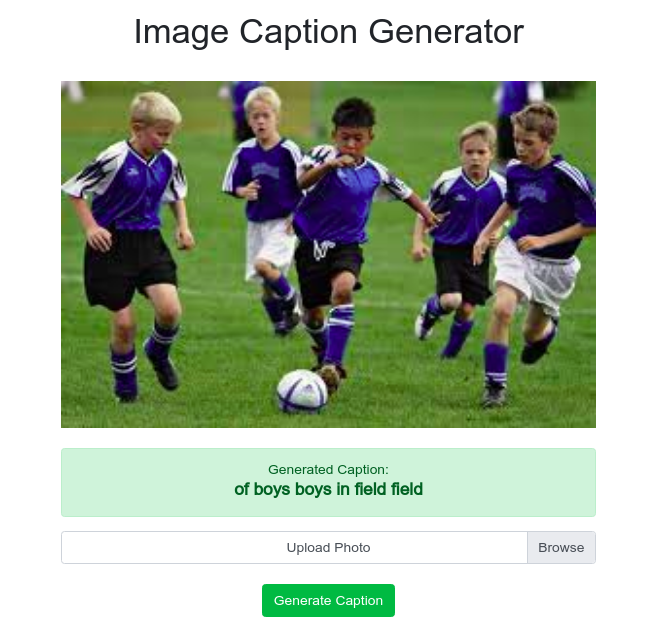 Image Caption Generator
Generated Caption:
of boys boys in field field
Upload Photo
Browse
Generate Caption